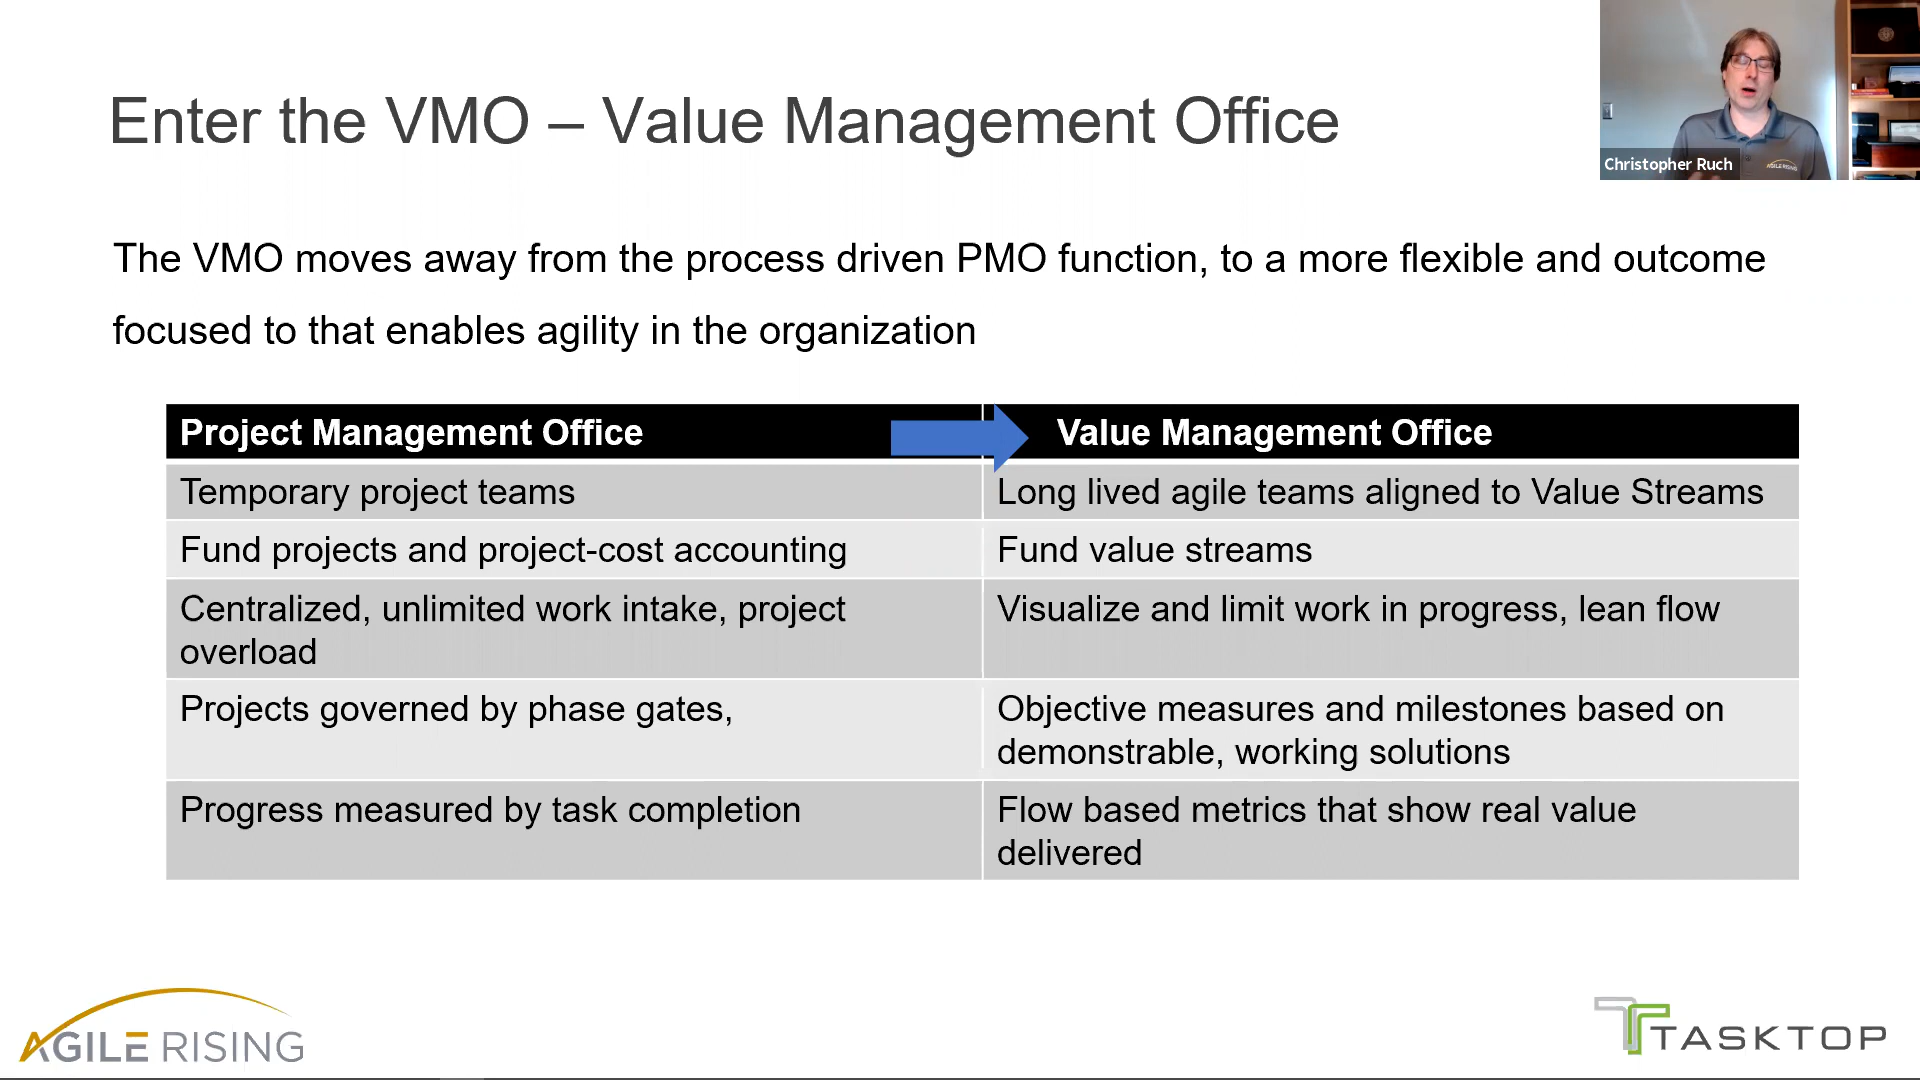 Enter the VMO – Value Management Office
Christopher Ruch
AGILE RISING
The VMO moves away from the process driven PMO function, to a more flexible and outcome
focused to that enables agility in the organization
Project Management Office
Value Management Office
Temporary project teams
Long lived agile teams aligned to Value Streams
Fund projects and project-cost accounting
Fund value streams
Centralized, unlimited work intake, project
overload
Visualize and limit work in progress, lean flow
Projects governed by phase gates,
Objective measures and milestones based on
demonstrable, working solutions
Progress measured by task completion
Flow based metrics that show real value
delivered
AGILE RISING
TASKTOP